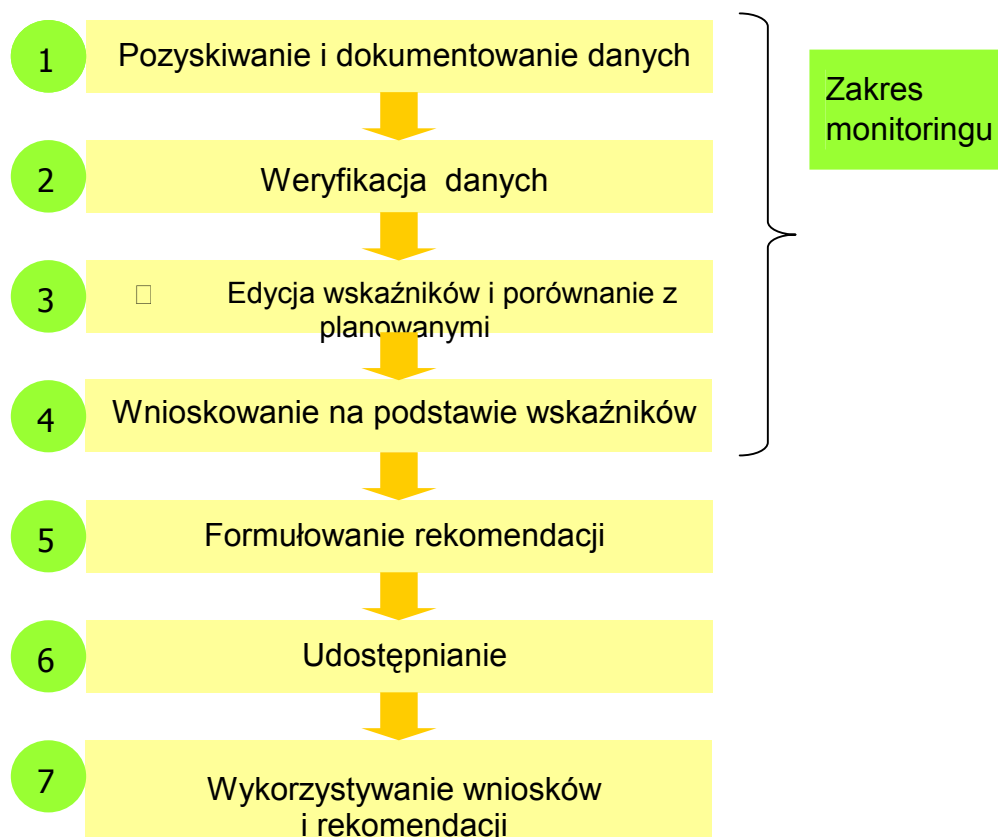 1
Pozyskiwanie i dokumentowanie danych
Zakres
monitoringu
2
Weryfikacja danych
3
Edycja wskaźników i porównanie z
planowanymi
4
Wnioskowanie na podstawie wskaźników
5
Formułowanie rekomendacji
6
Udostępnianie
7
Wykorzystywanie wniosków
i rekomendacji